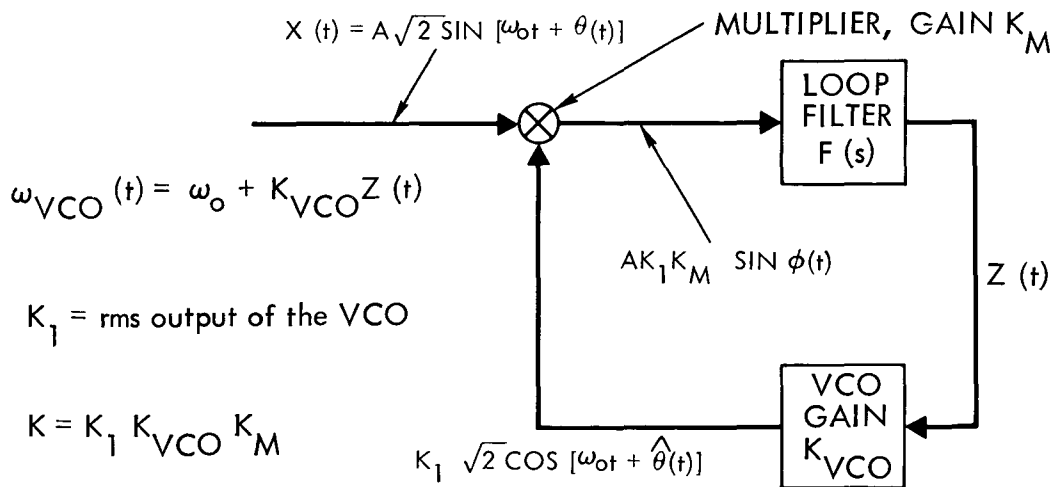 X (t) = A√2 SIN [ω₀t + θ(t)]
MULTIPLIER, GAIN K_M
LOOP
FILTER
F (s)
ω_VCO (t) = ω_o + K_VCO Z (t)
AK₁K_M SIN ϕ(t)
Z (t)
K₁ = rms output of the VCO
VCO
GAIN
K_VCO
K = K₁ K_VCO K_M
K₁ √2 COS [ω₀t + θ̂(t)]